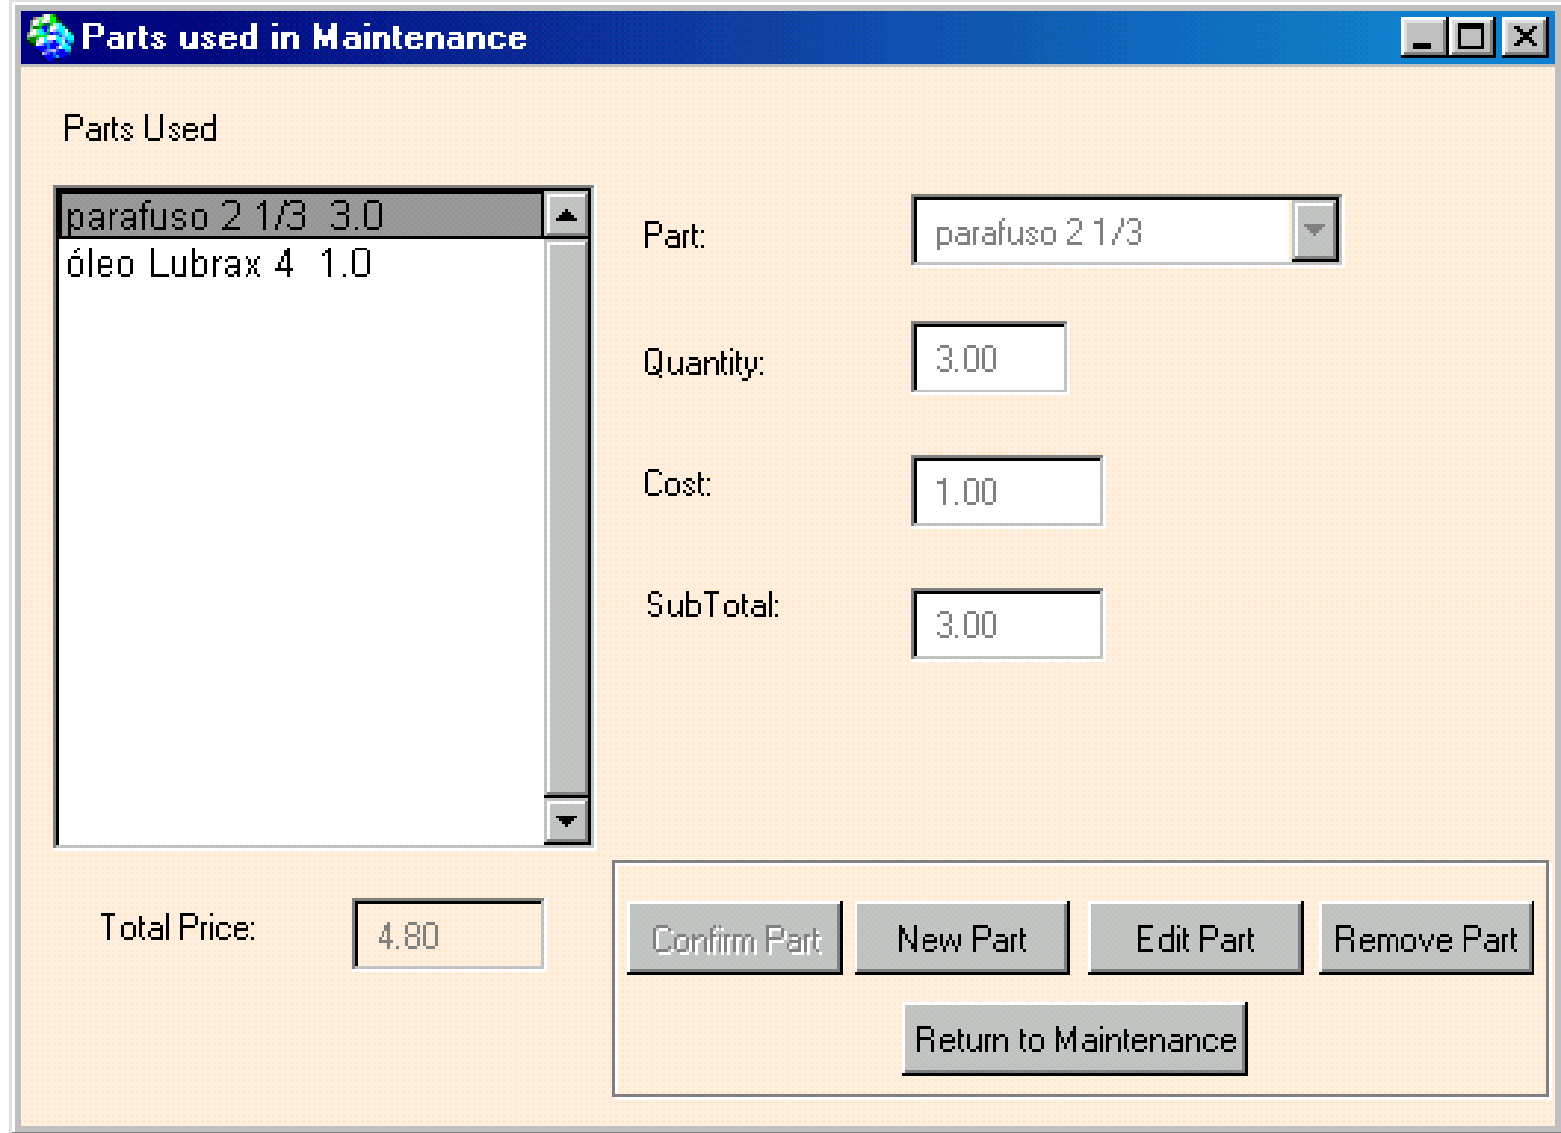 Parts used in Maintenance
Parts Used
parafuso 2 1/3  3.0
óleo Lubrax 4  1.0
Part:
parafuso 2 1/3
Quantity:
3.00
Cost:
1.00
SubTotal:
3.00
Total Price:
4.80
Confirm Part
New Part
Edit Part
Remove Part
Return to Maintenance